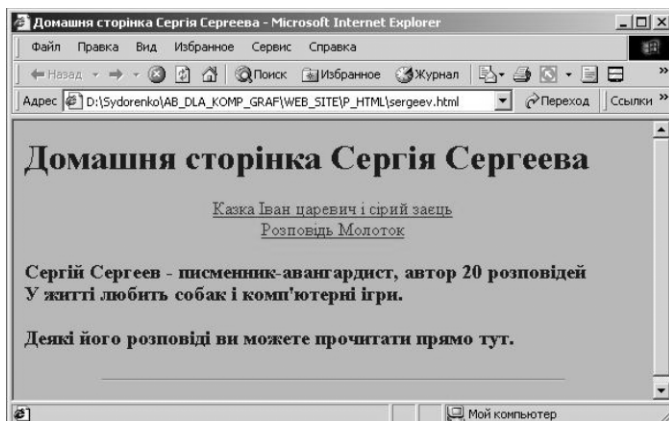 Домашня сторінка Сергія Сергеева - Microsoft Internet Explorer
Файл Правка Вид Избранное Сервис Справка
Назад Поиск Избранное Журнал »
Адрес D:\Sydorenko\AB_DLA_KOMP_GRAF\WEB_SITE\P_HTML\sergeev.html Переход Ссылки »
Домашня сторінка Сергія Сергеева
Казка Іван царевич і сірий заєць
Розповідь Молоток
Сергій Сергеев - писменник-авангардист, автор 20 розповідей
У житті любить собак і комп'ютерні ігри.
Деякі його розповіді ви можете прочитати прямо тут.
Мой компьютер